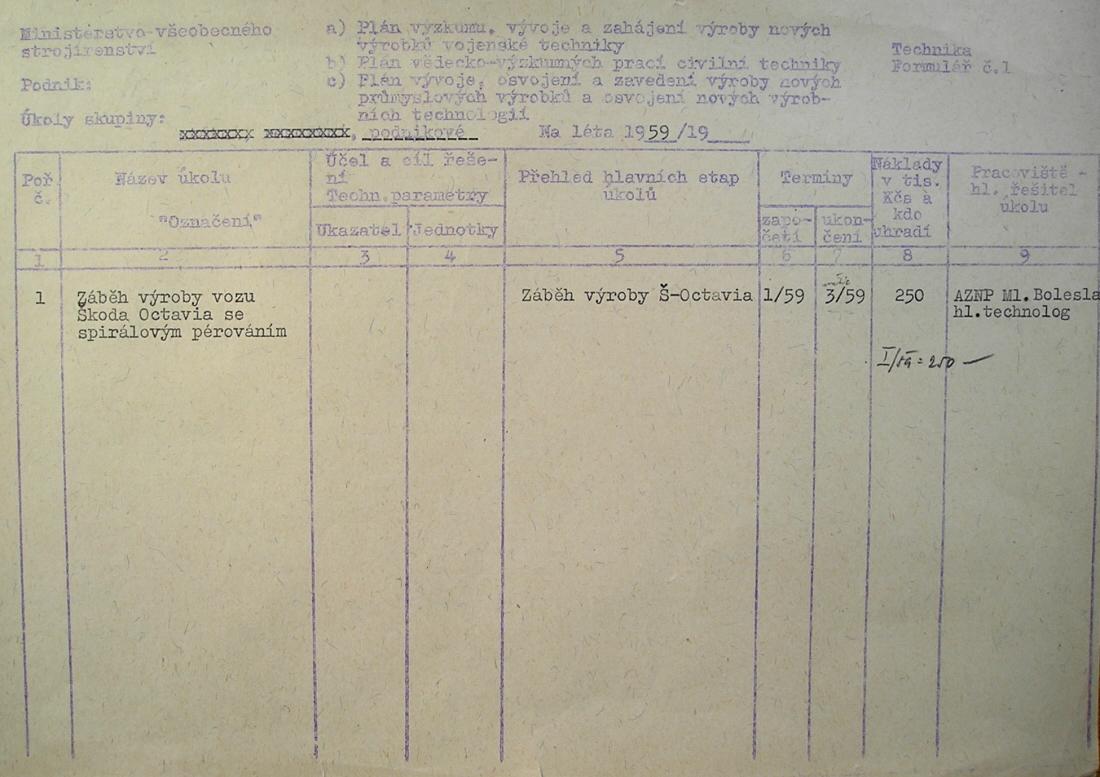 Ministerstvo všeobecného
strojírenství
Podnik:
Úkoly skupiny:
xxxxxxx xxxxxxxx, podnikové
a) Plán výzkumu, vývoje a zahájení výroby nových
výrobků vojenské techniky
b) Plán vědecko-výzkumných prací civilní techniky
c) Plán vývoje, osvojení a zavedení výroby nových
průmyslových výrobků a osvojení nových výrob-
ních technologií
Na léta 1959/19
Technika
Formulář č.1
Poř.
č.
Název úkolu
"Označení"
Účel a cíl řeše-
ní
Techn.parametry
Ukazatel
Jednotky
Přehled hlavních etap
úkolů
Termíny
zapo-
četí
ukon-
čení
Náklady
v tis.
Kčs a
kdo
uhradí
Pracoviště -
hl. řešitel
úkolu
1 2 3 4 5 6 7 8 9
1
Záběh výroby vozu
Škoda Octavia se
spirálovým pérováním
Záběh výroby Š-Octavia
1/59
3/59
250
AZNP Ml.Bolesla
hl.technolog
I/59 = 250 —